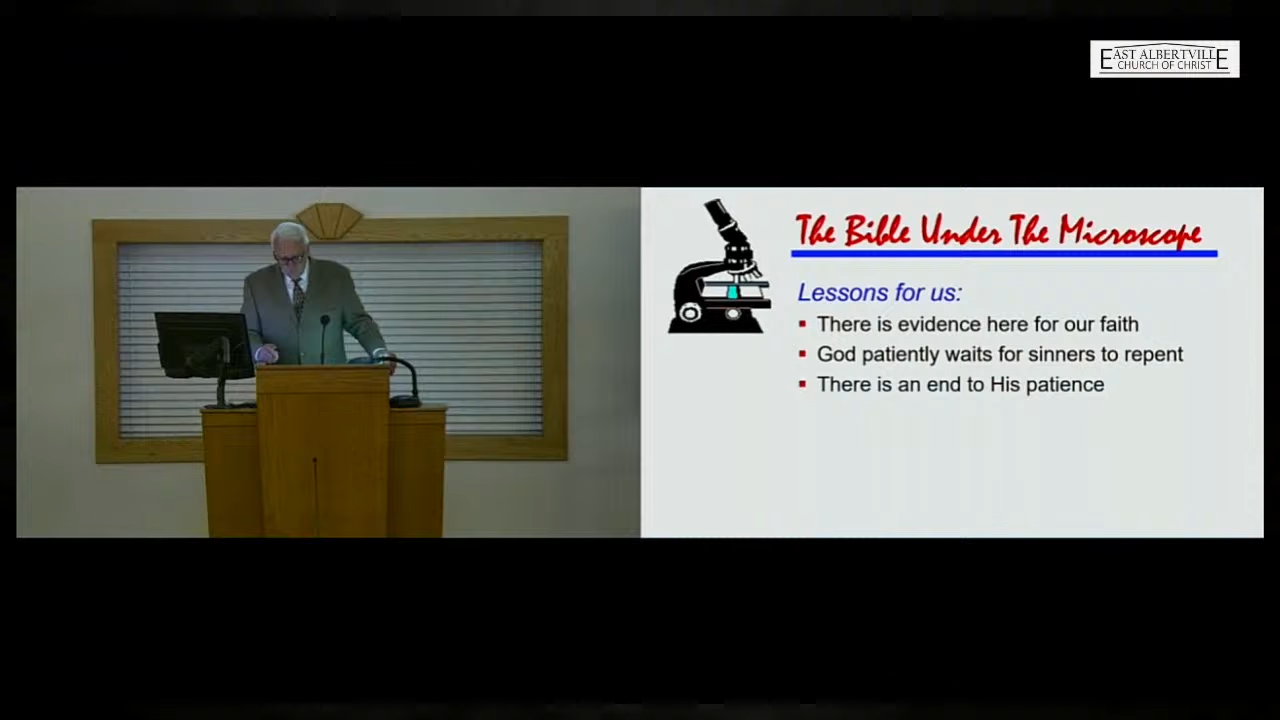 EAST ALBERTVILLE
CHURCH OF CHRIST
The Bible Under The Microscope
Lessons for us:
▪ There is evidence here for our faith
▪ God patiently waits for sinners to repent
▪ There is an end to His patience